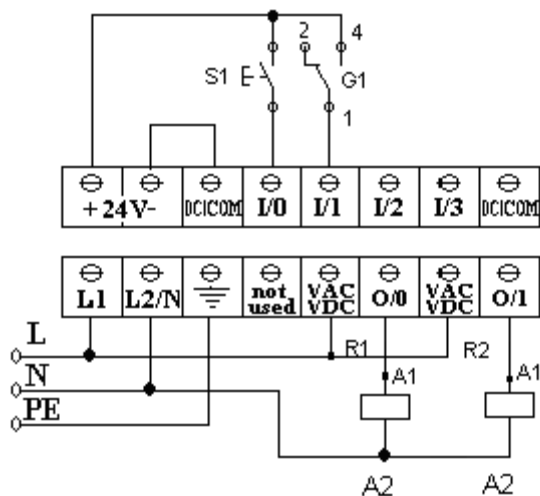 2 4
S1 G1
1
+ 24V- DCICOM I/0 I/1 I/2 I/3 DCICOM
L1 L2/N not used VAC VDC O/0 VAC VDC O/1
L R1 R2
N A1 A1
PE
A2 A2